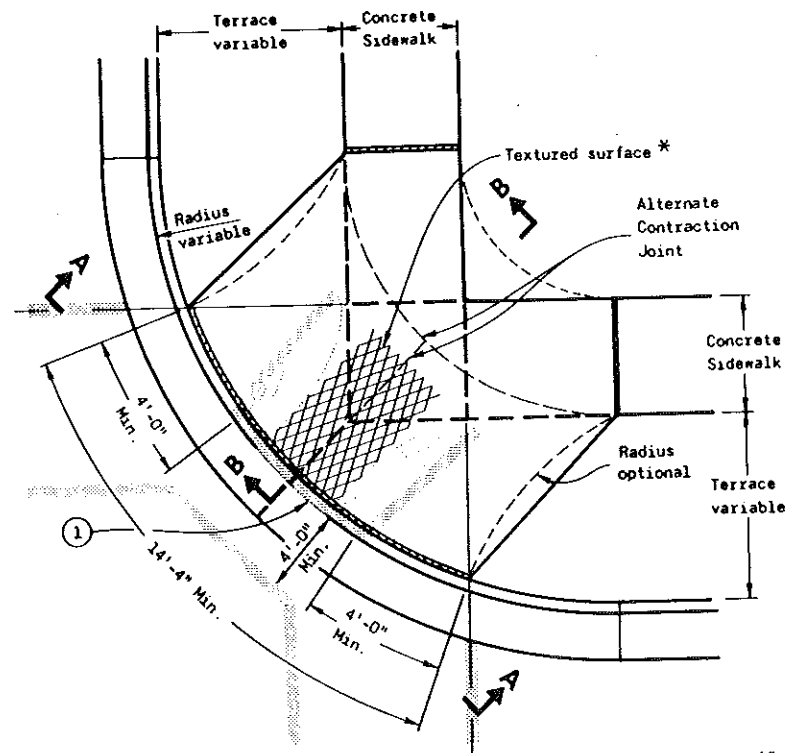 Terrace
variable
Concrete
Sidewalk
Textured surface *
B
Alternate
Contraction
Joint
Radius
variable
A
Concrete
Sidewalk
4'-0"
Min.
Radius
optional
Terrace
variable
B
1
4'-0"
Min.
14'-4" Min.
4'-0"
Min.
A